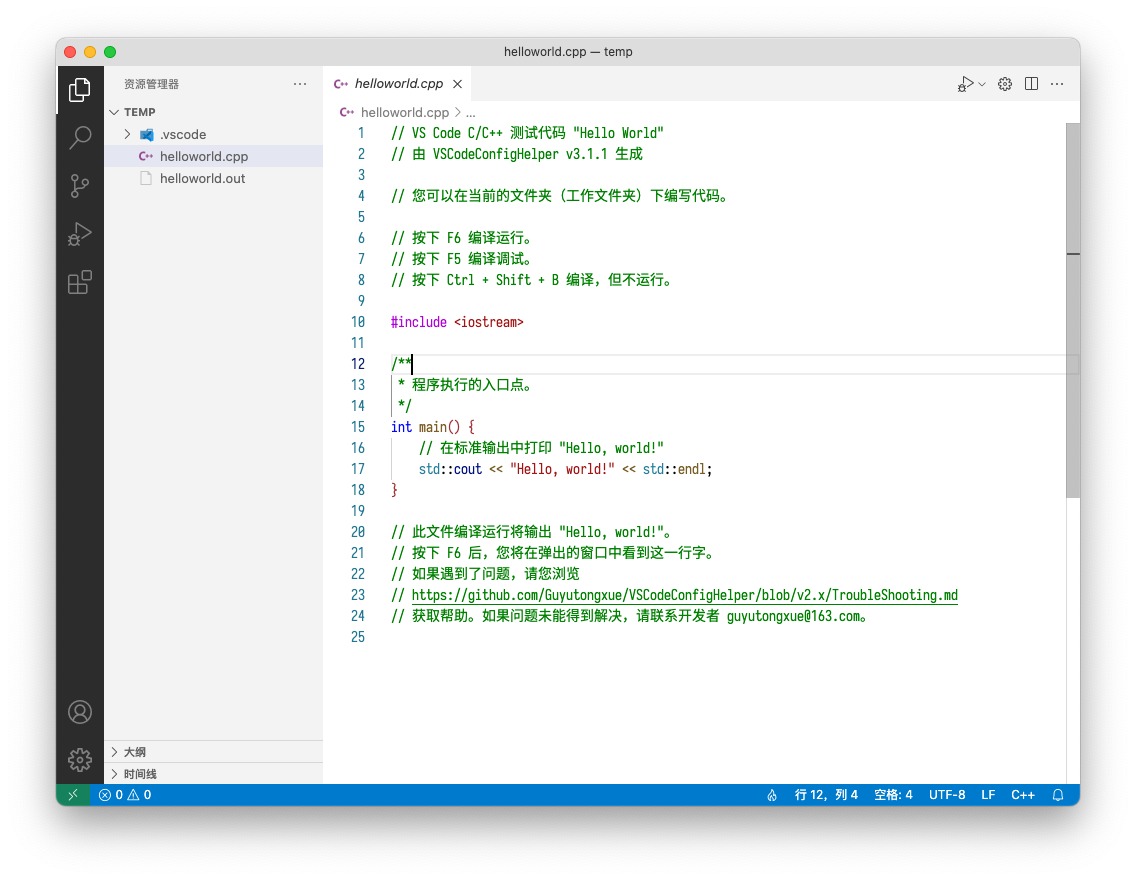 helloworld.cpp — temp
资源管理器
TEMP
.vscode
helloworld.cpp
helloworld.out
大纲
时间线
helloworld.cpp
helloworld.cpp > ...
1 // VS Code C/C++ 测试代码 "Hello World"
2 // 由 VSCodeConfigHelper v3.1.1 生成
3
4 // 您可以在当前的文件夹（工作文件夹）下编写代码。
5
6 // 按下 F6 编译运行。
7 // 按下 F5 编译调试。
8 // 按下 Ctrl + Shift + B 编译，但不运行。
9
10 #include <iostream>
11
12 /**
13  * 程序执行的入口点。
14  */
15 int main() {
16     // 在标准输出中打印 "Hello, world!"
17     std::cout << "Hello, world!" << std::endl;
18 }
19
20 // 此文件编译运行将输出 "Hello, world!"。
21 // 按下 F6 后，您将在弹出的窗口中看到这一行字。
22 // 如果遇到了问题，请您浏览
23 // https://github.com/Guyutongxue/VSCodeConfigHelper/blob/v2.x/TroubleShooting.md
24 // 获取帮助。如果问题未能得到解决，请联系开发者 guyutongxue@163.com。
25
0 0 行 12，列 4 空格: 4 UTF-8 LF C++